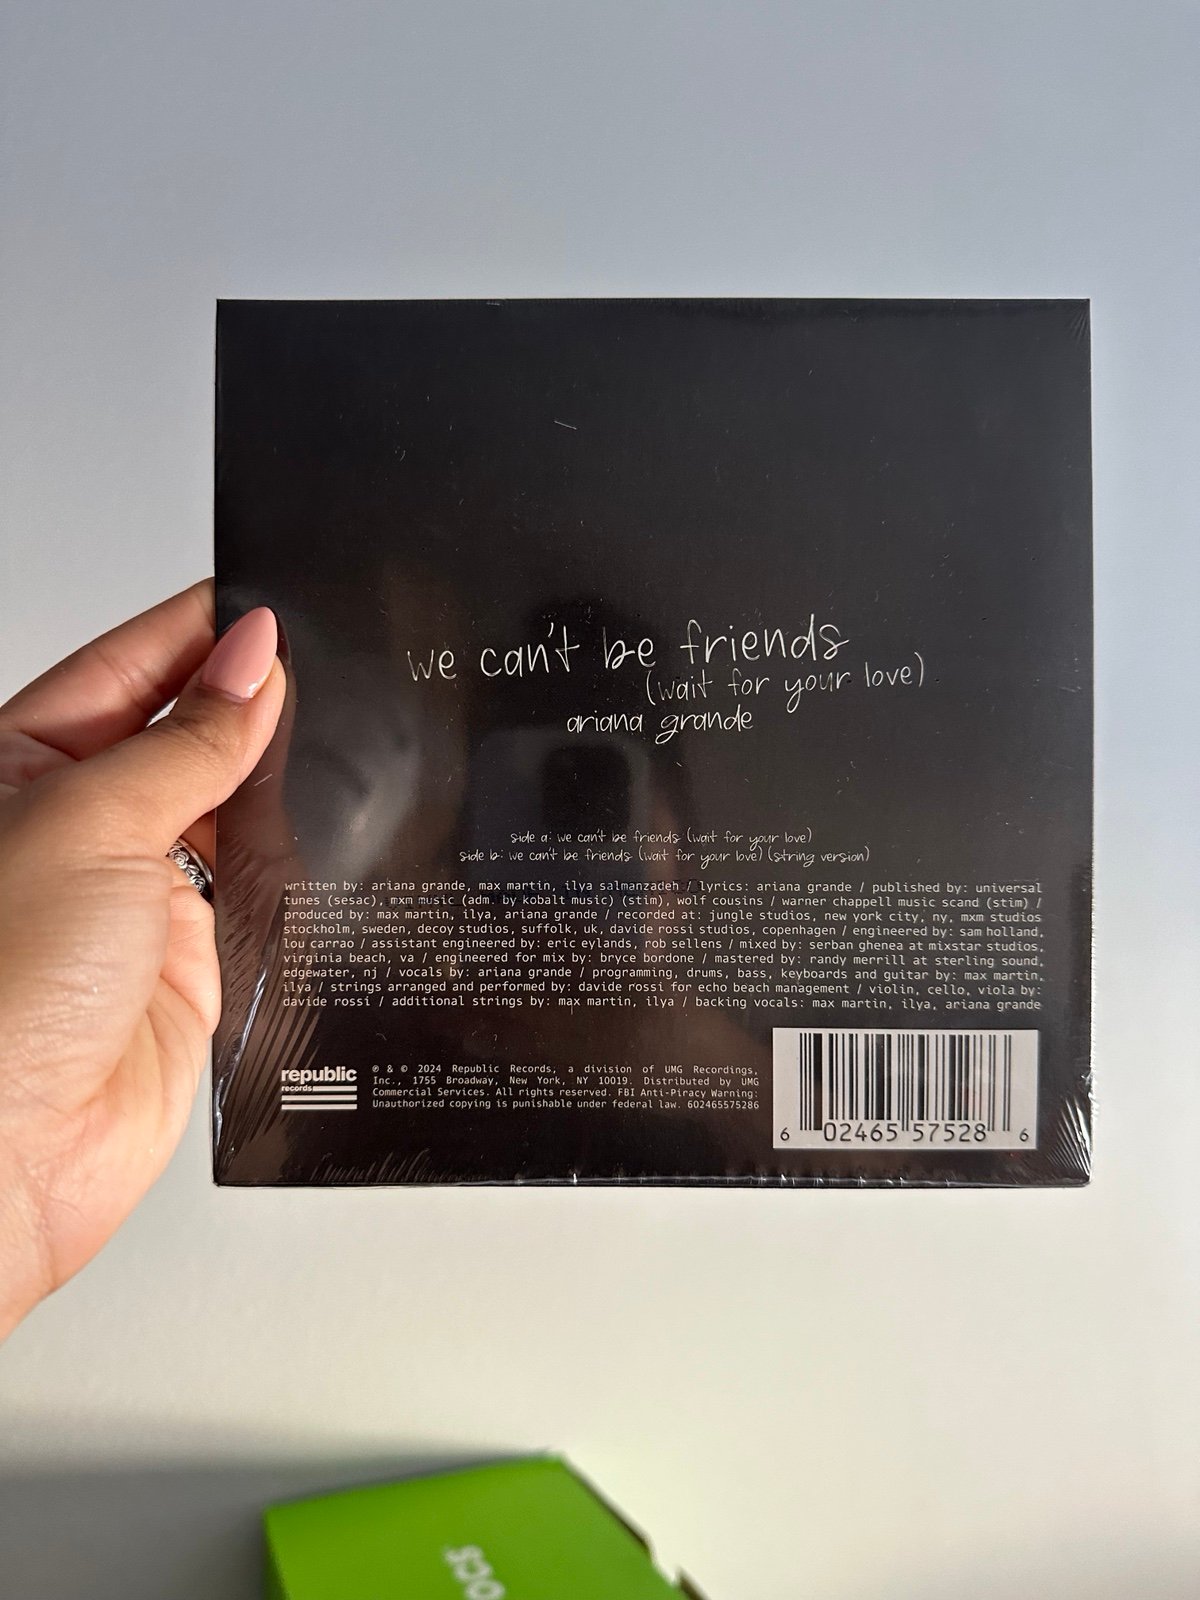 we can't be friends
(wait for your love)
ariana grande
side a: we can't be friends (wait for your love)
side b: we can't be friends (wait for your love) (string version)
written by: ariana grande, max martin, ilya salmanzadeh / lyrics: ariana grande / published by: universal
tunes (sesac), mxm music (adm. by kobalt music) (stim), wolf cousins / warner chappell music scand (stim) /
produced by: max martin, ilya, ariana grande / recorded at: jungle studios, new york city, ny, mxm studios
stockholm, sweden, decoy studios, suffolk, uk, davide rossi studios, copenhagen / engineered by: sam holland,
lou carrao / assistant engineered by: eric eylands, rob sellens / mixed by: serban ghenea at mixstar studios,
virginia beach, va / engineered for mix by: bryce bordone / mastered by: randy merrill at sterling sound,
edgewater, nj / vocals by: ariana grande / programming, drums, bass, keyboards and guitar by: max martin,
ilya / strings arranged and performed by: davide rossi for echo beach management / violin, cello, viola by:
davide rossi / additional strings by: max martin, ilya / backing vocals: max martin, ilya, ariana grande
republic
records
℗ & © 2024 Republic Records, a division of UMG Recordings,
Inc., 1755 Broadway, New York, NY 10019. Distributed by UMG
Commercial Services. All rights reserved. FBI Anti-Piracy Warning:
Unauthorized copying is punishable under federal law. 602465575286
6 02465 57528 6